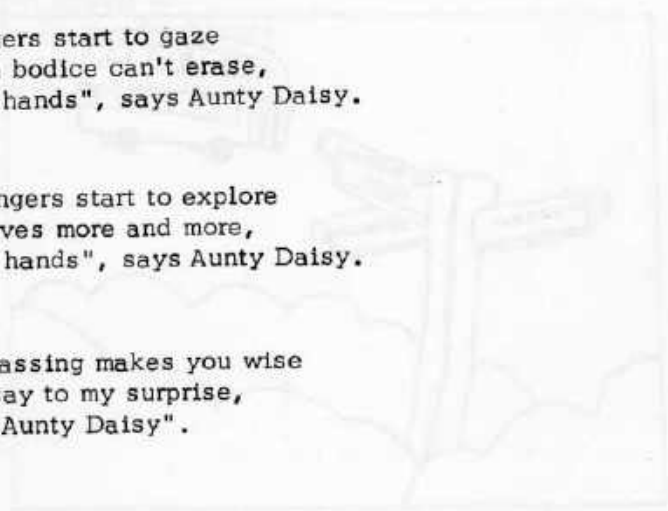 ers start to gaze
bodice can't erase,
hands", says Aunty Daisy.
ngers start to explore
ves more and more,
hands", says Aunty Daisy.
assing makes you wise
ay to my surprise,
Aunty Daisy".